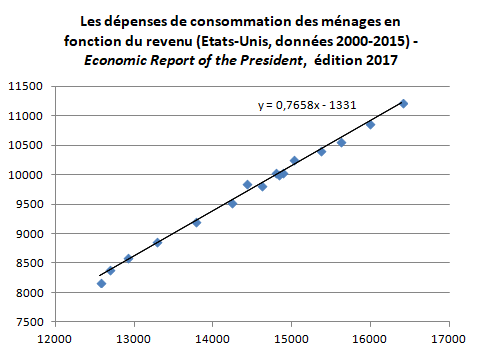 Les dépenses de consommation des ménages en
fonction du revenu (Etats-Unis, données 2000-2015) -
Economic Report of the President, édition 2017
11500
y = 0,7658x - 1331
11000
10500
10000
9500
9000
8500
8000
7500
12000 13000 14000 15000 16000 17000